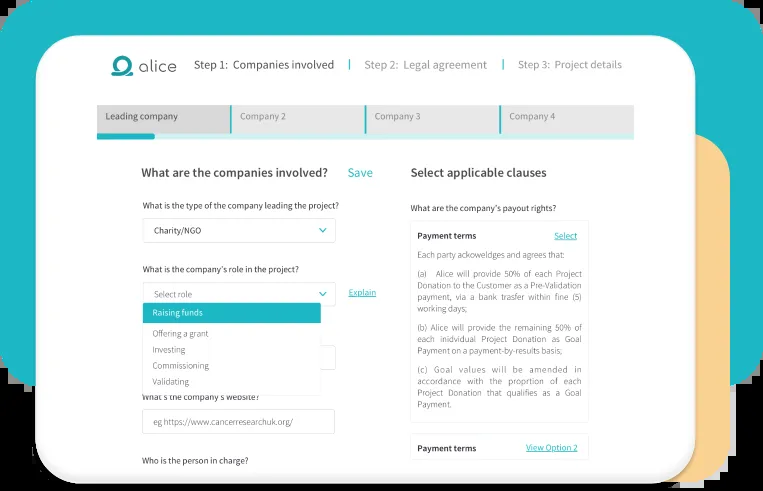 alice
Step 1: Companies involved | Step 2: Legal agreement | Step 3: Project details
Leading company
Company 2
Company 3
Company 4
What are the companies involved?
Save
What is the type of the company leading the project?
Charity/NGO
What is the company's role in the project?
Select role
Explain
Raising funds
Offering a grant
Investing
Commissioning
Validating
What's the company's website?
eg https://www.cancerresearchuk.org/
Who is the person in charge?
Select applicable clauses
What are the company's payout rights?
Payment terms
Select
Each party ackoweldges and agrees that:
(a) Alice will provide 50% of each Project
Donation to the Customer as a Pre-Validation
payment, via a bank trasfer within fine (5)
working days;
(b) Alice will provide the remaining 50% of
each inidvidual Project Donation as Goal
Payment on a payment-by-results basis;
(c) Goal values will be amended in
accordance with the proprtion of each
Project Donation that qualifies as a Goal
Payment.
Payment terms
View Option 2